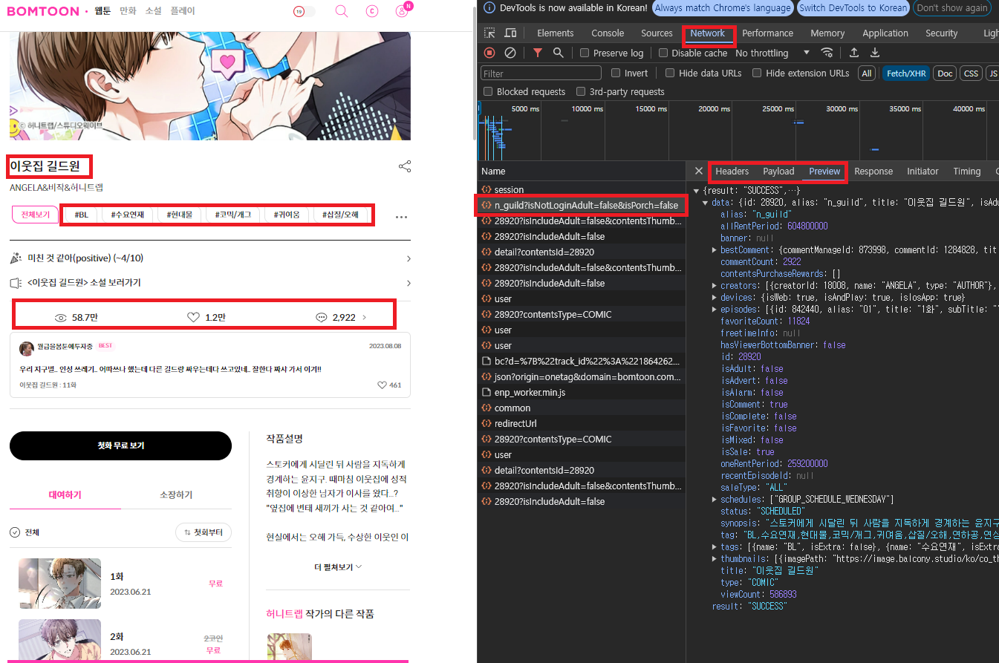 BOMTOON · 웹툰 만화 소설 플레이
19
C
N
© 허니트랩/스튜디오웨이브
이웃집 길드원
ANGELA&비작&허니트랩
전체보기 #BL #수요연재 #현대물 #코믹/개그 #귀여움 #삽질/오해 ...
미친 것 같아(positive) (~4/10)
<이웃집 길드원> 소설 보러가기
58.7만 1.2만 2,922
월급을봄툰에투자중 BEST 2023.08.08
우리 지구별.. 인성 쓰레기.. 어따쓰나 했는데 다른 길드랑 싸우는데다 쓰고있네.. 잘한다 짜샤 가서 이겨!!
이웃집 길드원 : 11화 461
첫화 무료 보기
대여하기 소장하기
전체 첫회부터
1화
2023.06.21
무료
2화
2023.06.21
2코인
무료
작품설명
스토커에게 시달린 뒤 사람을 지독하게
경계하는 윤지구. 때마침 이웃집에 성적
취향이 이상한 남자가 이사를 왔다...?
"옆집에 변태 새끼가 사는 것 같아여..."
현실에서는 오해 가득, 수상한 이웃인 이
더 펼쳐보기
허니트랩 작가의 다른 작품
DevTools is now available in Korean! Always match Chrome's language Switch DevTools to Korean Don't show again
Elements Console Sources Network Performance Memory Application Security Ligh
Preserve log Disable cache No throttling
Filter Invert Hide data URLs Hide extension URLs All Fetch/XHR Doc CSS JS
Blocked requests 3rd-party requests
5000 ms 10000 ms 15000 ms 20000 ms 25000 ms 30000 ms 35000 ms 40000 ms
Name
session
n_guild?isNotLoginAdult=false&isPorch=false
28920?isIncludeAdult=false&contentsThumb...
28920?isIncludeAdult=false
detail?contentsId=28920
28920?isIncludeAdult=false&contentsThumb...
28920?isIncludeAdult=false
user
28920?contentsType=COMIC
user
user
bc?d=%7B%22track_id%22%3A%221864262...
json?origin=onetag&domain=bomtoon.com...
enp_worker.min.js
common
redirectUrl
28920?contentsType=COMIC
user
detail?contentsId=28920
28920?isIncludeAdult=false&contentsThumb...
28920?isIncludeAdult=false
Headers Payload Preview Response Initiator Timing
{result: "SUCCESS",…}
data: {id: 28920, alias: "n_guild", title: "이웃집 길드원", isAdu
alias: "n_guild"
allRentPeriod: 604800000
banner: null
bestComment: {commentManageId: 873998, commentId: 1284828, tit
commentCount: 2922
contentsPurchaseRewards: []
creators: [{creatorId: 18008, name: "ANGELA", type: "AUTHOR"},
devices: {isWeb: true, isAndPlay: true, isIosApp: true}
episodes: [{id: 842440, alias: "01", title: "1화", subTitle: "
favoriteCount: 11824
freetimeInfo: null
hasViewerBottomBanner: false
id: 28920
isAdult: false
isAdvert: false
isAlarm: false
isComment: true
isComplete: false
isFavorite: false
isMixed: false
isSale: true
oneRentPeriod: 259200000
recentEpisodeId: null
saleType: "ALL"
schedules: ["GROUP_SCHEDULE_WEDNESDAY"]
status: "SCHEDULED"
synopsis: "스토커에게 시달린 뒤 사람을 지독하게 경계하는 윤지구
tag: "BL,수요연재,현대물,코믹/개그,귀여움,삽질/오해,연하공,연상
tags: [{name: "BL", isExtra: false}, {name: "수요연재", isExtra
thumbnails: [{imagePath: "https://image.balcony.studio/ko/co_th
title: "이웃집 길드원"
type: "COMIC"
viewCount: 586893
result: "SUCCESS"